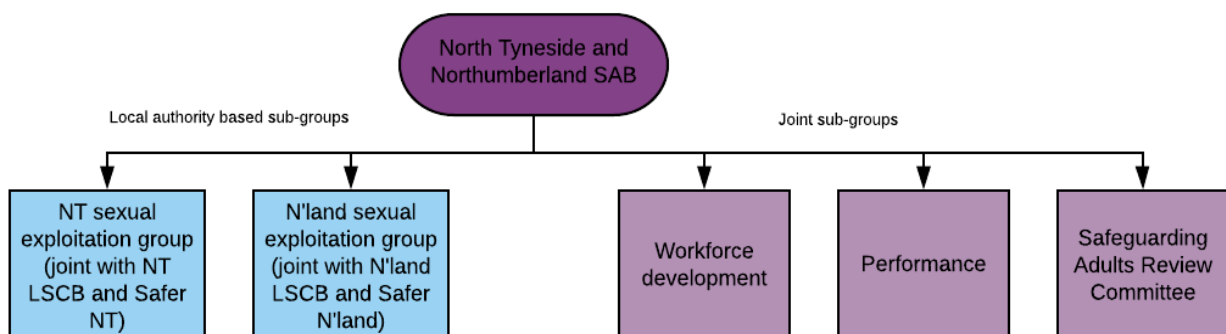 North Tyneside and
Northumberland SAB
Local authority based sub-groups
Joint sub-groups
NT sexual
exploitation group
(joint with NT
LSCB and Safer
NT)
N'land sexual
exploitation group
(joint with N'land
LSCB and Safer
N'land)
Workforce
development
Performance
Safeguarding
Adults Review
Committee